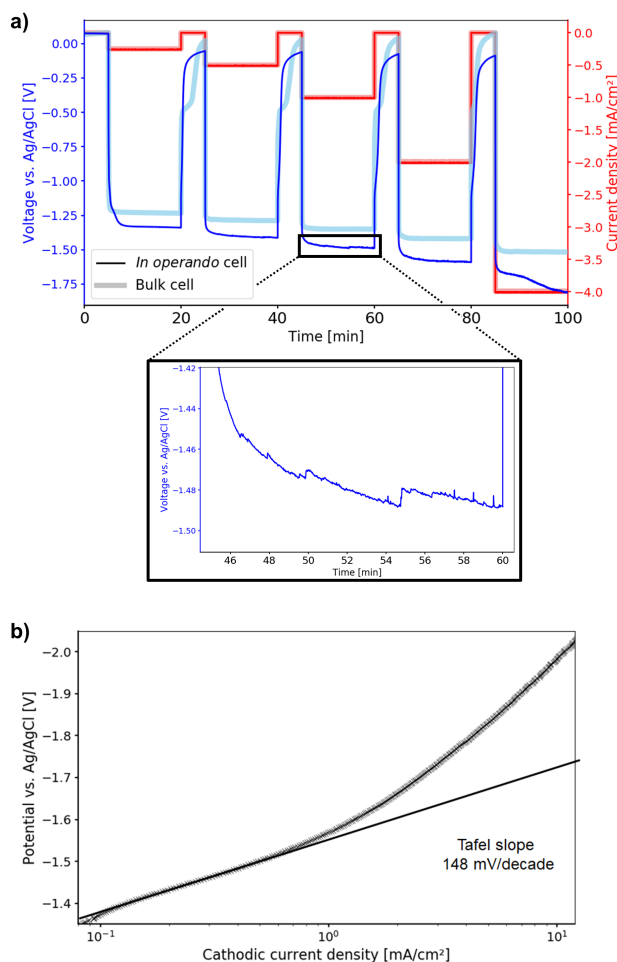 a)
0.00
-0.25
-0.50
-0.75
-1.00
-1.25
-1.50
-1.75
Voltage vs. Ag/AgCl [V]
0.0
-0.5
-1.0
-1.5
-2.0
-2.5
-3.0
-3.5
-4.0
Current density [mA/cm²]
In operando cell
Bulk cell
0 20 40 60 80 100
Time [min]
-1.42
-1.44
-1.46
-1.48
-1.50
Voltage vs. Ag/AgCl [V]
46 48 50 52 54 56 58 60
Time [min]
b)
-2.0
-1.9
-1.8
-1.7
-1.6
-1.5
-1.4
Potential vs. Ag/AgCl [V]
Tafel slope
148 mV/decade
10⁻¹ 10⁰ 10¹
Cathodic current density [mA/cm²]